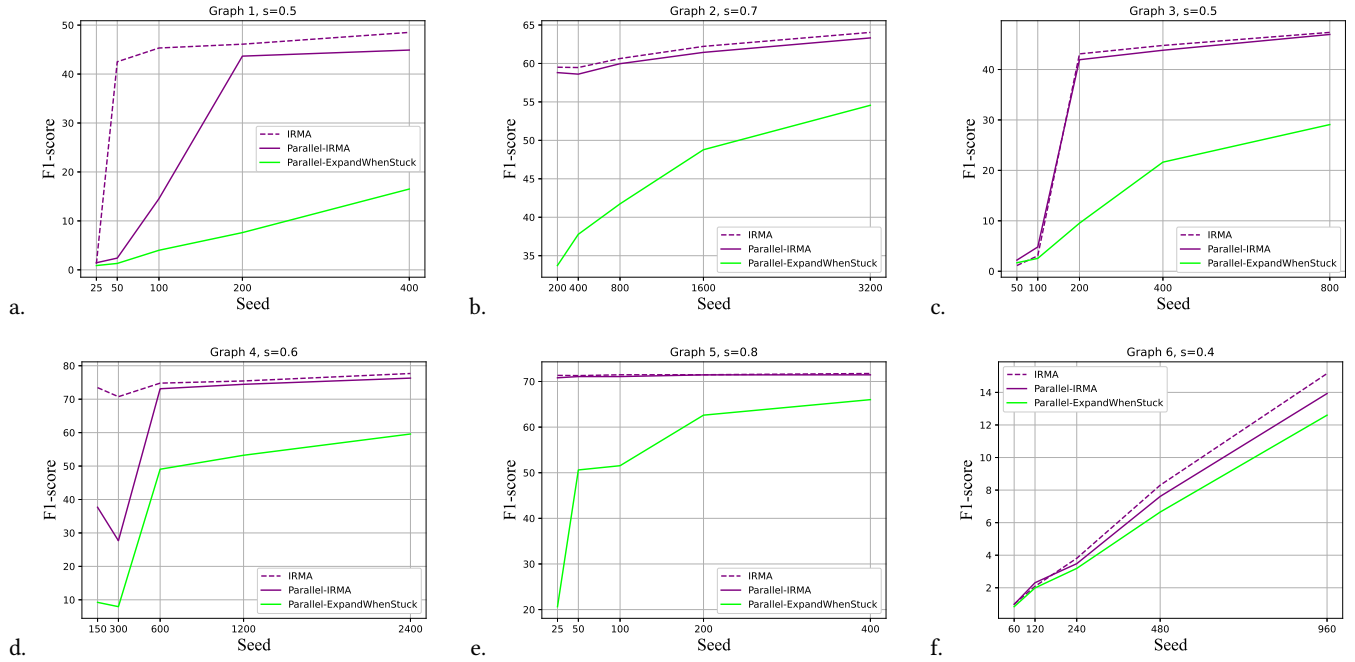 Graph 1, s=0.5
50
40
30
20
10
0
F1-score
IRMA
Parallel-IRMA
Parallel-ExpandWhenStuck
25 50 100 200 400
Seed
a.
Graph 2, s=0.7
65
60
55
50
45
40
35
F1-score
IRMA
Parallel-IRMA
Parallel-ExpandWhenStuck
200 400 800 1600 3200
Seed
b.
Graph 3, s=0.5
40
30
20
10
0
F1-score
IRMA
Parallel-IRMA
Parallel-ExpandWhenStuck
50 100 200 400 800
Seed
c.
Graph 4, s=0.6
80
70
60
50
40
30
20
10
F1-score
IRMA
Parallel-IRMA
Parallel-ExpandWhenStuck
150 300 600 1200 2400
Seed
d.
Graph 5, s=0.8
70
60
50
40
30
20
F1-score
IRMA
Parallel-IRMA
Parallel-ExpandWhenStuck
25 50 100 200 400
Seed
e.
Graph 6, s=0.4
14
12
10
8
6
4
2
F1-score
IRMA
Parallel-IRMA
Parallel-ExpandWhenStuck
60 120 240 480 960
Seed
f.